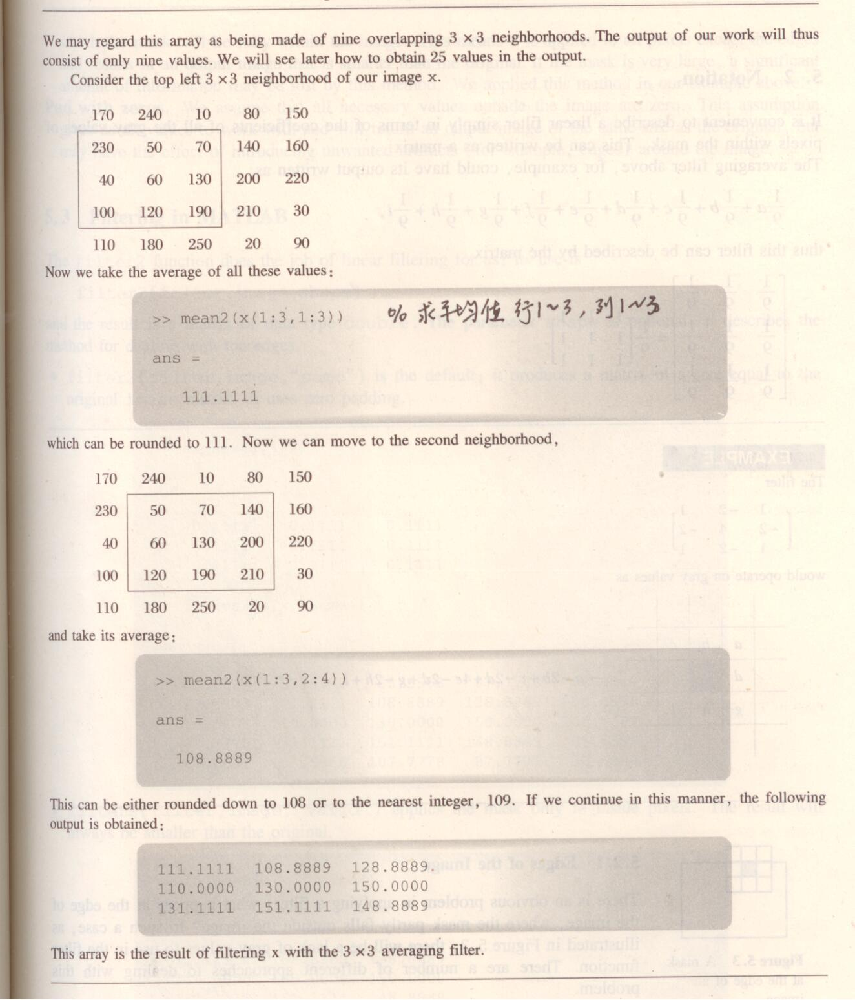 We may regard this array as being made of nine overlapping 3 × 3 neighborhoods. The output of our work will thus
consist of only nine values. We will see later how to obtain 25 values in the output.
Consider the top left 3 × 3 neighborhood of our image x.
170 240 10 80 150
230 50 70 140 160
40 60 130 200 220
100 120 190 210 30
110 180 250 20 90
Now we take the average of all these values:
>> mean2(x(1:3,1:3)) % 求平均值 行1~3, 列1~3
ans =
111.1111
which can be rounded to 111. Now we can move to the second neighborhood,
170 240 10 80 150
230 50 70 140 160
40 60 130 200 220
100 120 190 210 30
110 180 250 20 90
and take its average:
>> mean2(x(1:3,2:4))
ans =
108.8889
This can be either rounded down to 108 or to the nearest integer, 109. If we continue in this manner, the following
output is obtained:
111.1111 108.8889 128.8889
110.0000 130.0000 150.0000
131.1111 151.1111 148.8889
This array is the result of filtering x with the 3 × 3 averaging filter.